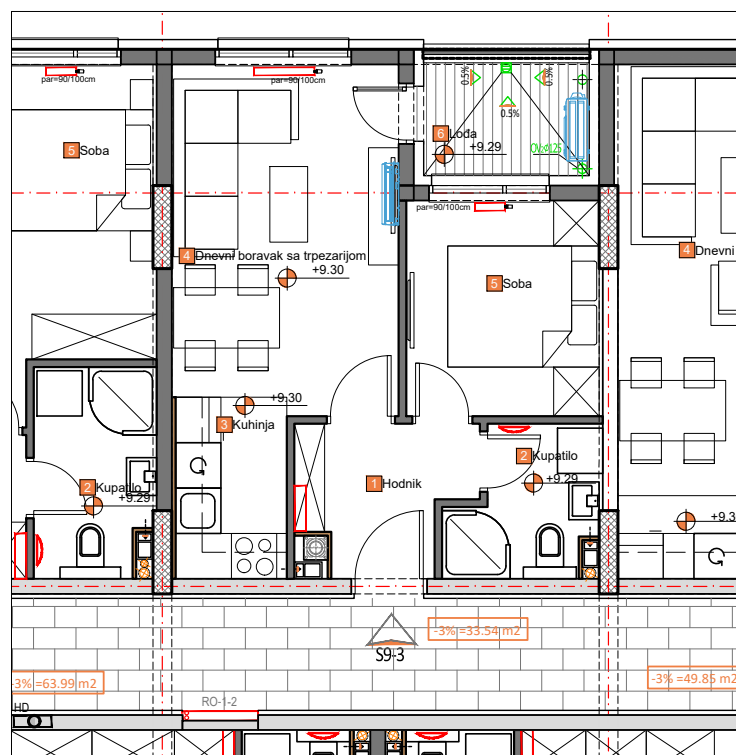 par=90/100cm
par=90/100cm
0.5%
0.5%
0.5%
6 Lođa
+9.29
OVΦ125
5 Soba
par=90/100cm
4 Dnevni boravak sa trpezarijom
+9.30
5 Soba
4 Dnevni
+9.30
3 Kuhinja
2 Kupatilo
+9.29
1 Hodnik
2 Kupatilo
+9.29
+9.3
S9-3
-3% =33.54 m2
-3% =63.99 m2
-3% =49.85 m2
RO-1-2
HD